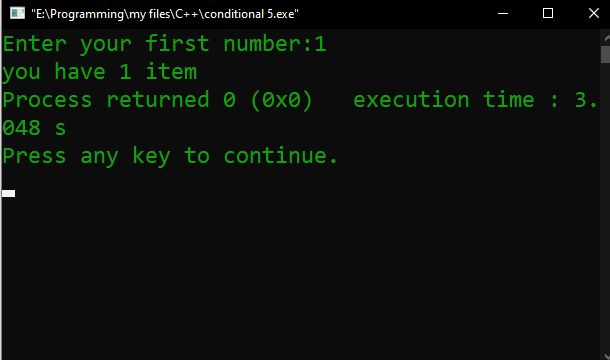 "E:\Programming\my files\C++\conditional 5.exe"
Enter your first number:1
you have 1 item
Process returned 0 (0x0)   execution time : 3.
048 s
Press any key to continue.